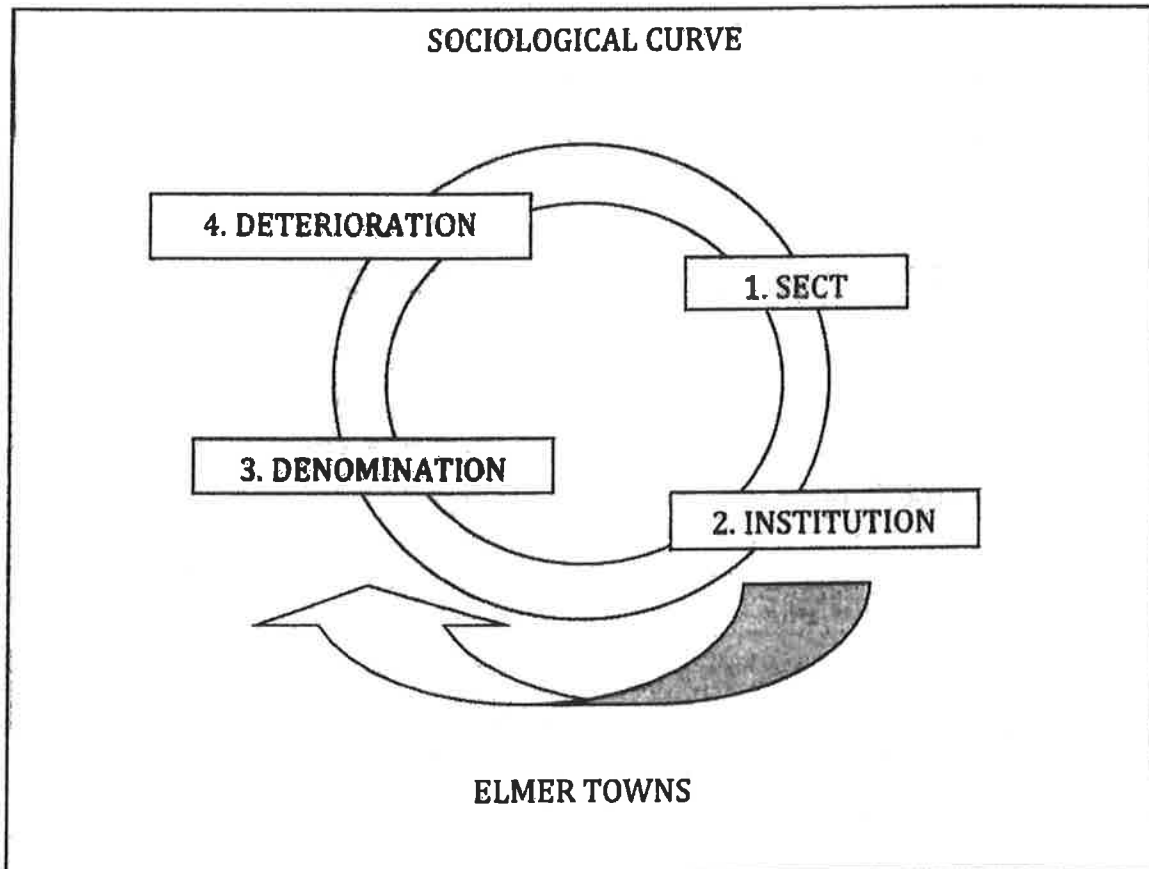 SOCIOLOGICAL CURVE
4. DETERIORATION
1. SECT
3. DENOMINATION
2. INSTITUTION
ELMER TOWNS